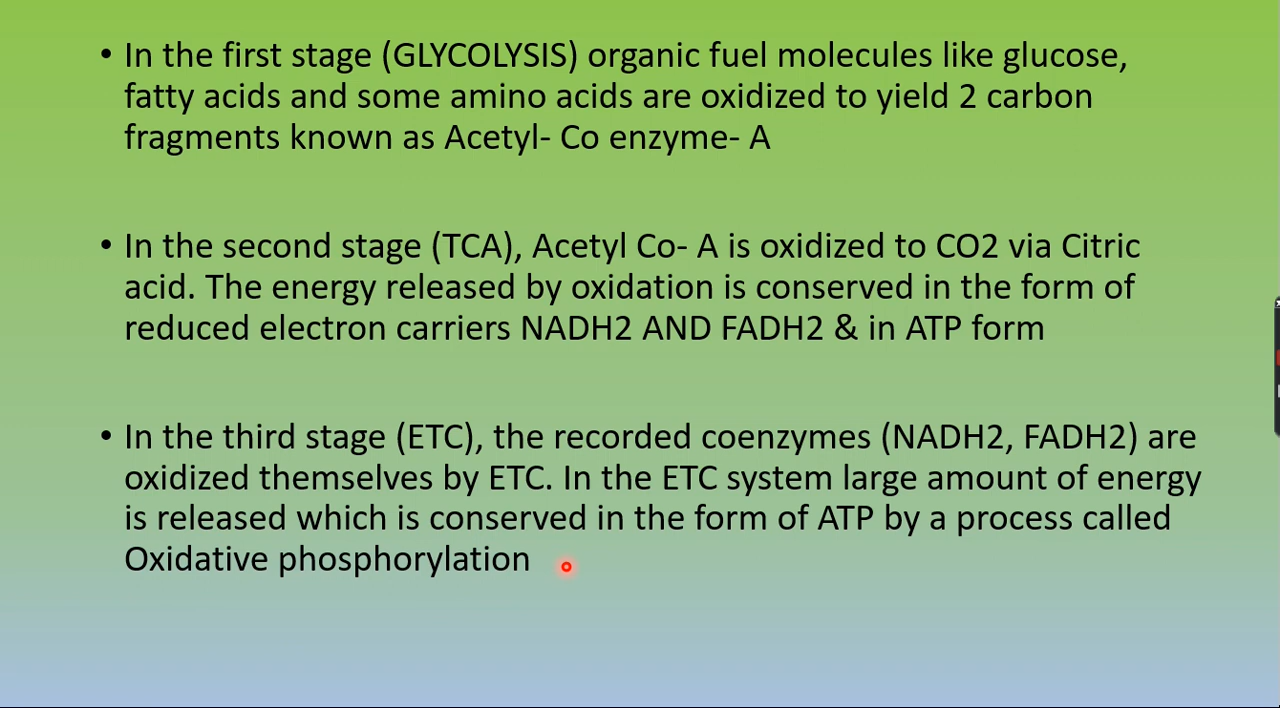 • In the first stage (GLYCOLYSIS) organic fuel molecules like glucose,
fatty acids and some amino acids are oxidized to yield 2 carbon
fragments known as Acetyl- Co enzyme- A
• In the second stage (TCA), Acetyl Co- A is oxidized to CO2 via Citric
acid. The energy released by oxidation is conserved in the form of
reduced electron carriers NADH2 AND FADH2 & in ATP form
• In the third stage (ETC), the recorded coenzymes (NADH2, FADH2) are
oxidized themselves by ETC. In the ETC system large amount of energy
is released which is conserved in the form of ATP by a process called
Oxidative phosphorylation